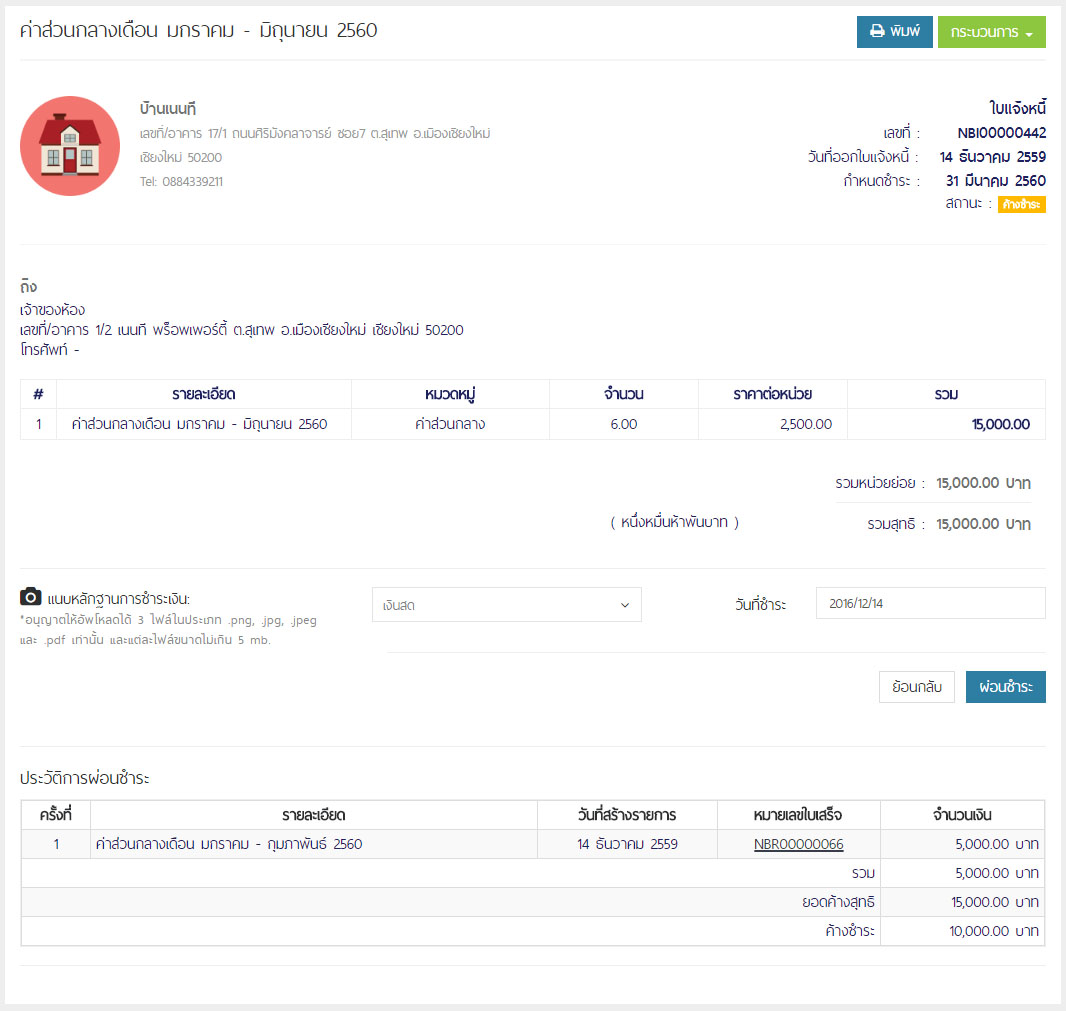 ค่าส่วนกลางเดือน มกราคม - มิถุนายน 2560
พิมพ์
กระบวนการ
บ้านเนนที
เลขที่/อาคาร 17/1 ถนนศิริมังคลาจารย์ ซอย7 ต.สุเทพ อ.เมืองเชียงใหม่
เชียงใหม่ 50200
Tel: 0884339211
ใบแจ้งหนี้
เลขที่ : NBI00000442
วันที่ออกใบแจ้งหนี้ : 14 ธันวาคม 2559
กำหนดชำระ : 31 มีนาคม 2560
สถานะ : ค้างชำระ
ถึง
เจ้าของห้อง
เลขที่/อาคาร 1/2 เนนที พร็อพเพอร์ตี้ ต.สุเทพ อ.เมืองเชียงใหม่ เชียงใหม่ 50200
โทรศัพท์ -
# รายละเอียด หมวดหมู่ จำนวน ราคาต่อหน่วย รวม
1 ค่าส่วนกลางเดือน มกราคม - มิถุนายน 2560 ค่าส่วนกลาง 6.00 2,500.00 15,000.00
รวมหน่วยย่อย : 15,000.00 บาท
( หนึ่งหมื่นห้าพันบาท ) รวมสุทธิ : 15,000.00 บาท
แนบหลักฐานการชำระเงิน:
*อนุญาตให้อัพโหลดได้ 3 ไฟล์ในประเภท .png, .jpg, .jpeg
และ .pdf เท่านั้น และแต่ละไฟล์ขนาดไม่เกิน 5 mb.
เงินสด
วันที่ชำระ 2016/12/14
ย้อนกลับ ผ่อนชำระ
ประวัติการผ่อนชำระ
ครั้งที่ รายละเอียด วันที่สร้างรายการ หมายเลขใบเสร็จ จำนวนเงิน
1 ค่าส่วนกลางเดือน มกราคม - กุมภาพันธ์ 2560 14 ธันวาคม 2559 NBR00000066 5,000.00 บาท
รวม 5,000.00 บาท
ยอดค้างสุทธิ 15,000.00 บาท
ค้างชำระ 10,000.00 บาท